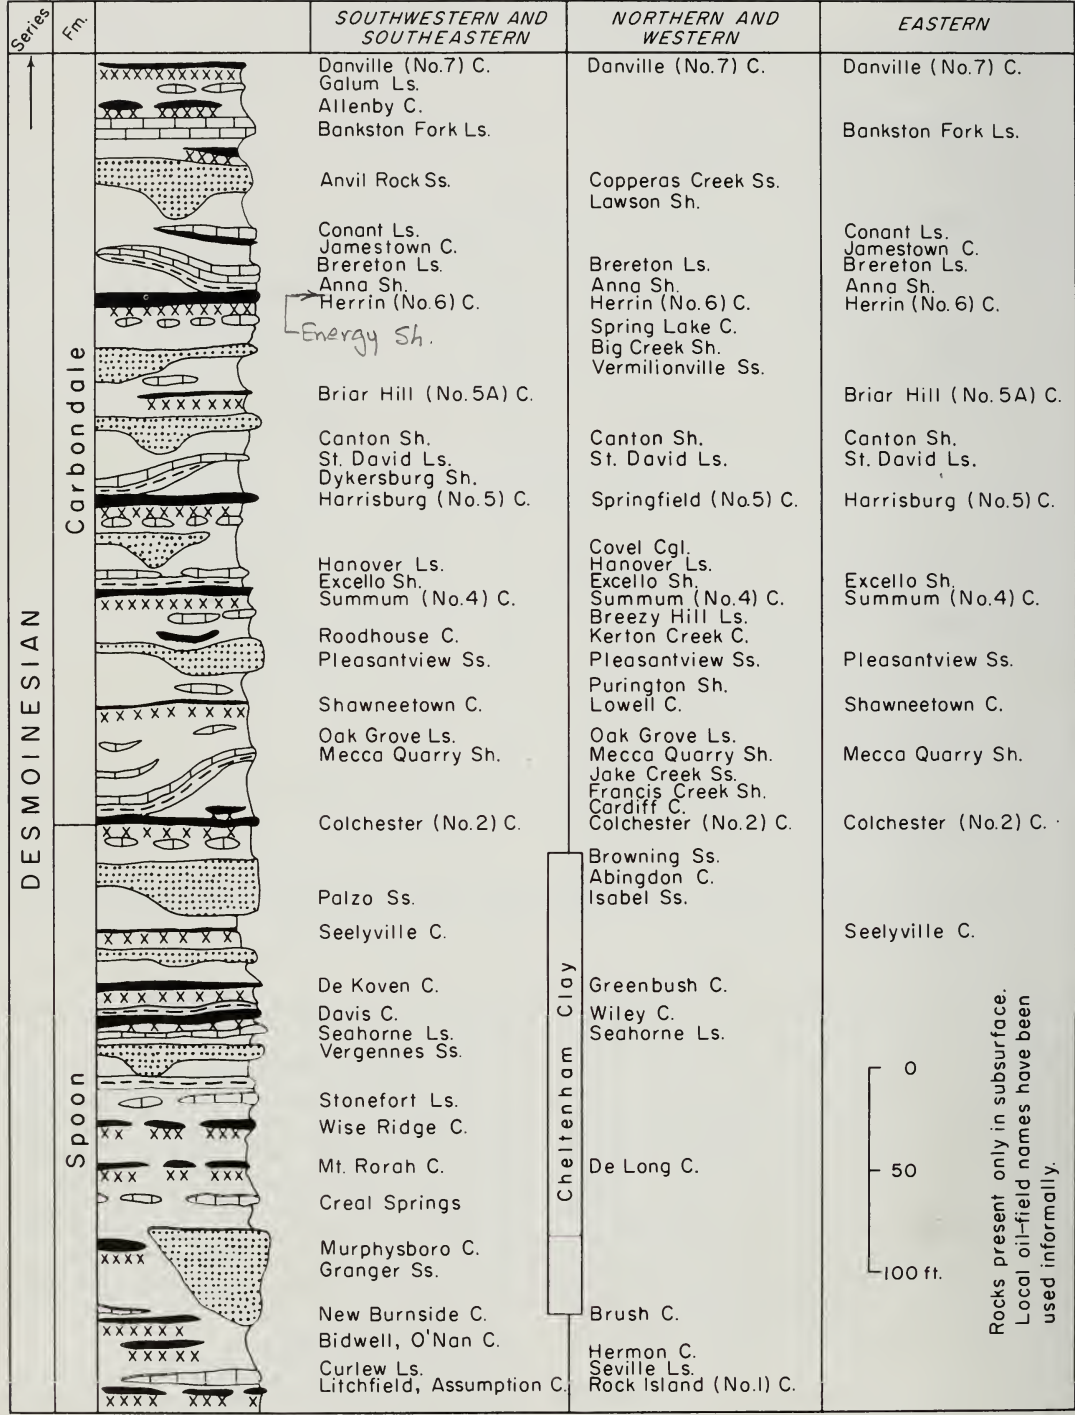 Series
Fm.
SOUTHWESTERN AND SOUTHEASTERN
NORTHERN AND WESTERN
EASTERN
DESMOINESIAN
Carbondale
Spoon
Danville (No.7) C. Danville (No.7) C. Danville (No.7) C.
Galum Ls.
Allenby C.
Bankston Fork Ls. Bankston Fork Ls.
Anvil Rock Ss. Copperas Creek Ss.
Lawson Sh.
Conant Ls. Conant Ls.
Jamestown C. Jamestown C.
Brereton Ls. Brereton Ls. Brereton Ls.
Anna Sh. Anna Sh. Anna Sh.
Herrin (No.6) C. Herrin (No.6) C. Herrin (No.6) C.
Energy Sh.
Spring Lake C.
Big Creek Sh.
Vermilionville Ss.
Briar Hill (No.5A) C. Briar Hill (No.5A) C.
Canton Sh. Canton Sh. Canton Sh.
St. David Ls. St. David Ls. St. David Ls.
Dykersburg Sh.
Harrisburg (No.5) C. Springfield (No.5) C. Harrisburg (No.5) C.
Covel Cgl.
Hanover Ls. Hanover Ls.
Excello Sh. Excello Sh. Excello Sh.
Summum (No.4) C. Summum (No.4) C. Summum (No.4) C.
Breezy Hill Ls.
Roodhouse C. Kerton Creek C.
Pleasantview Ss. Pleasantview Ss. Pleasantview Ss.
Purington Sh.
Shawneetown C. Lowell C. Shawneetown C.
Oak Grove Ls. Oak Grove Ls.
Mecca Quarry Sh. Mecca Quarry Sh. Mecca Quarry Sh.
Jake Creek Ss.
Francis Creek Sh.
Cardiff C.
Colchester (No.2) C. Colchester (No.2) C. Colchester (No.2) C.
Browning Ss.
Abingdon C.
Palzo Ss. Isabel Ss.
Seelyville C. Seelyville C.
De Koven C. Greenbush C.
Davis C. Wiley C.
Seahorne Ls. Seahorne Ls.
Vergennes Ss.
Stonefort Ls.
Wise Ridge C.
Mt. Rorah C. De Long C.
Creal Springs
Murphysboro C.
Granger Ss.
New Burnside C. Brush C.
Bidwell, O'Nan C.
Hermon C.
Curlew Ls. Seville Ls.
Litchfield, Assumption C. Rock Island (No.1) C.
Cheltenham Clay
0
50
100 ft.
Rocks present only in subsurface.
Local oil-field names have been
used informally.